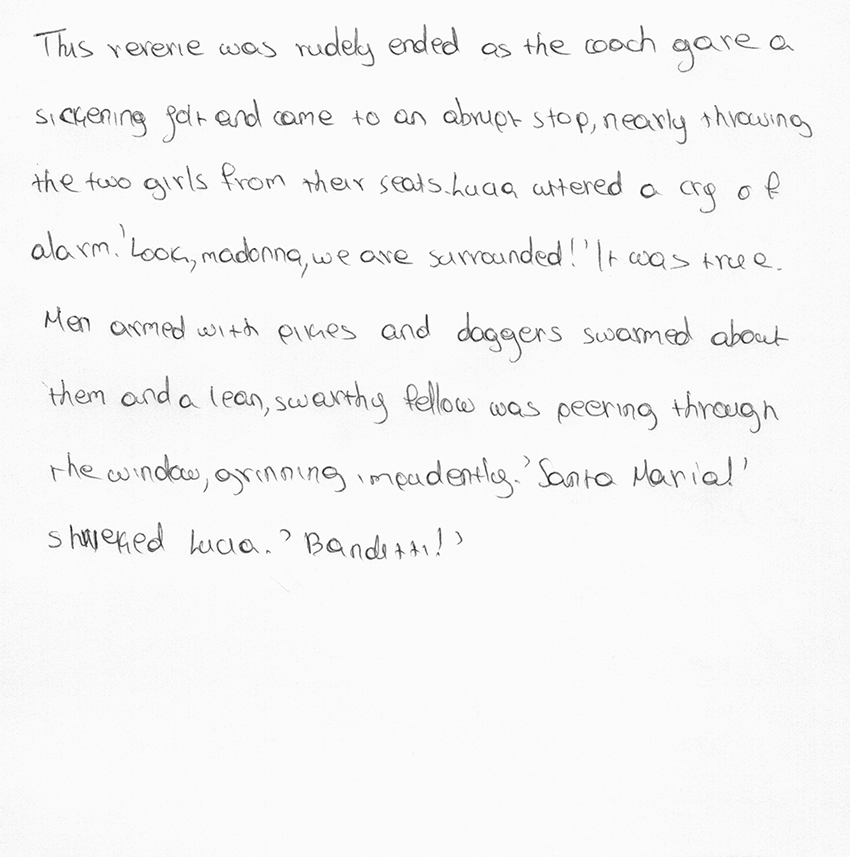 This reverie was rudely ended as the coach gave a
sickening jolt and came to an abrupt stop, nearly throwing
the two girls from their seats. Lucia uttered a cry of
alarm. 'Look, madonna, we are surrounded!' It was true.
Men armed with pikes and daggers swarmed about
them and a lean, swarthy fellow was peering through
the window, grinning impudently. 'Santa Maria!'
shrieked Lucia. 'Banditti!'